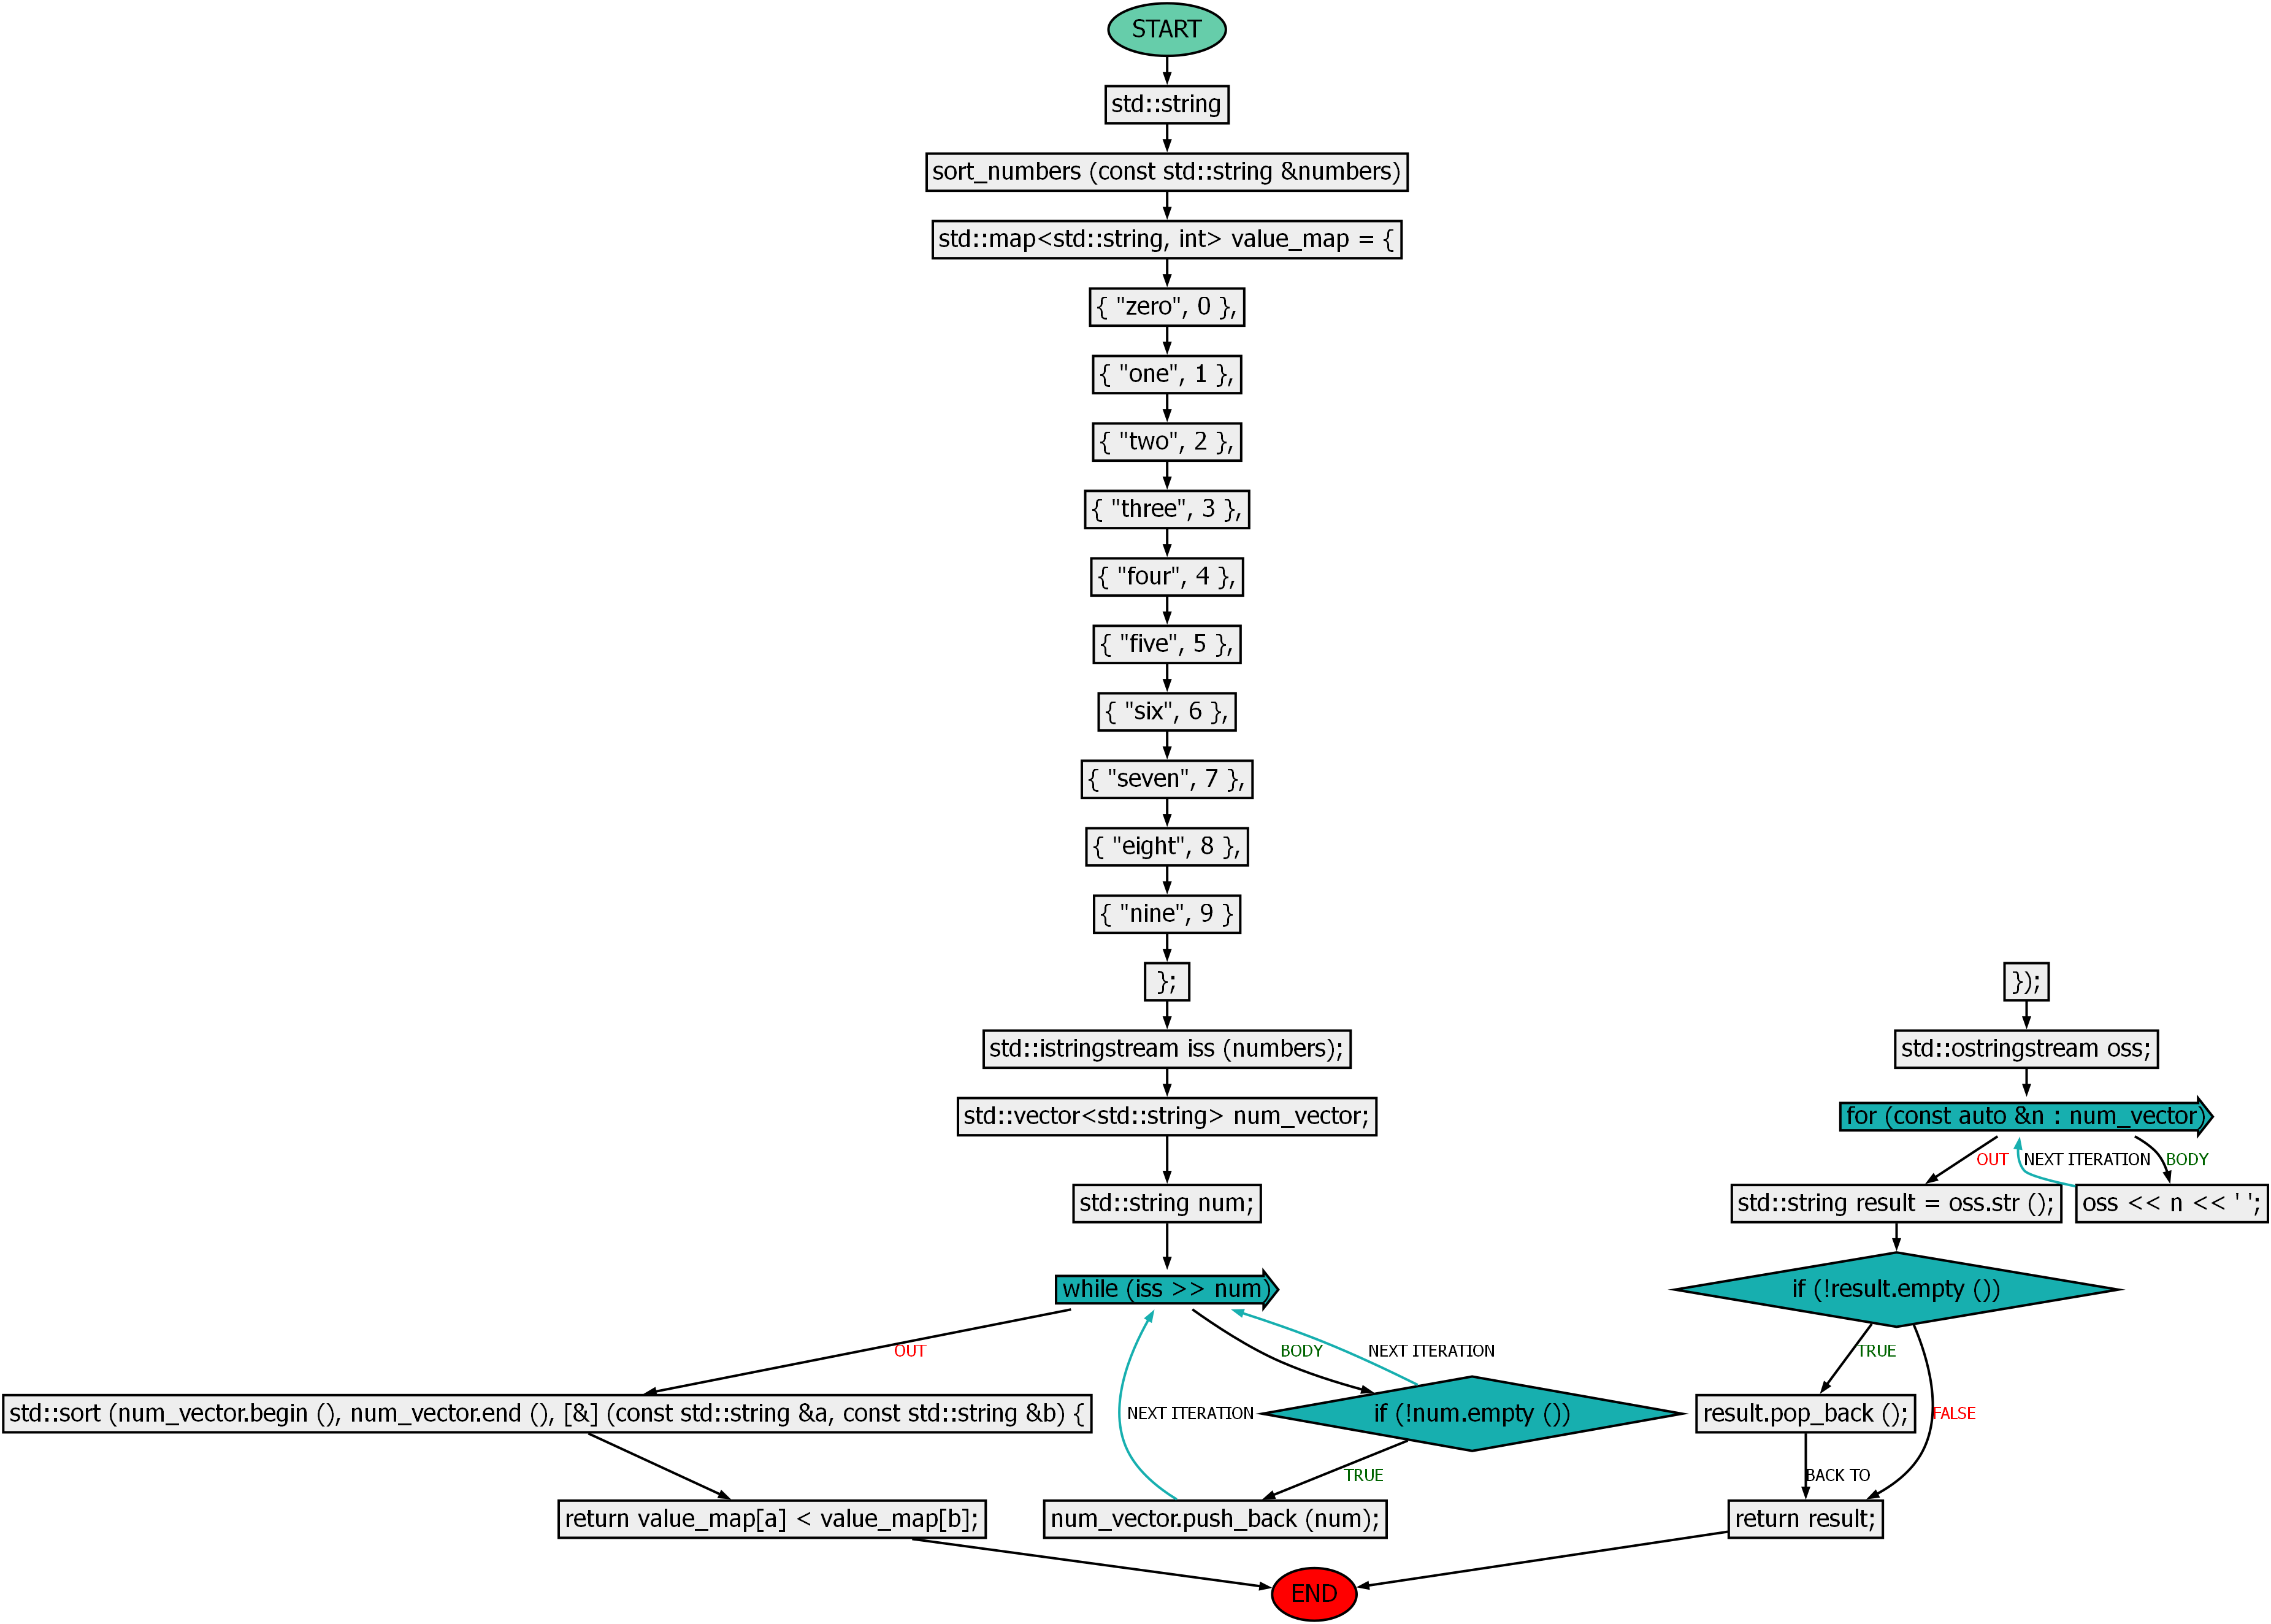 START
std::string
sort_numbers (const std::string &numbers)
std::map<std::string, int> value_map = {
{ "zero", 0 },
{ "one", 1 },
{ "two", 2 },
{ "three", 3 },
{ "four", 4 },
{ "five", 5 },
{ "six", 6 },
{ "seven", 7 },
{ "eight", 8 },
{ "nine", 9 }
};
std::istringstream iss (numbers);
std::vector<std::string> num_vector;
std::string num;
while (iss >> num)
OUT
BODY
NEXT ITERATION
std::sort (num_vector.begin (), num_vector.end (), [&] (const std::string &a, const std::string &b) {
NEXT ITERATION
if (!num.empty ())
TRUE
return value_map[a] < value_map[b];
num_vector.push_back (num);
});
std::ostringstream oss;
for (const auto &n : num_vector)
OUT
NEXT ITERATION
BODY
std::string result = oss.str ();
oss << n << ' ';
if (!result.empty ())
TRUE
result.pop_back ();
FALSE
BACK TO
return result;
END